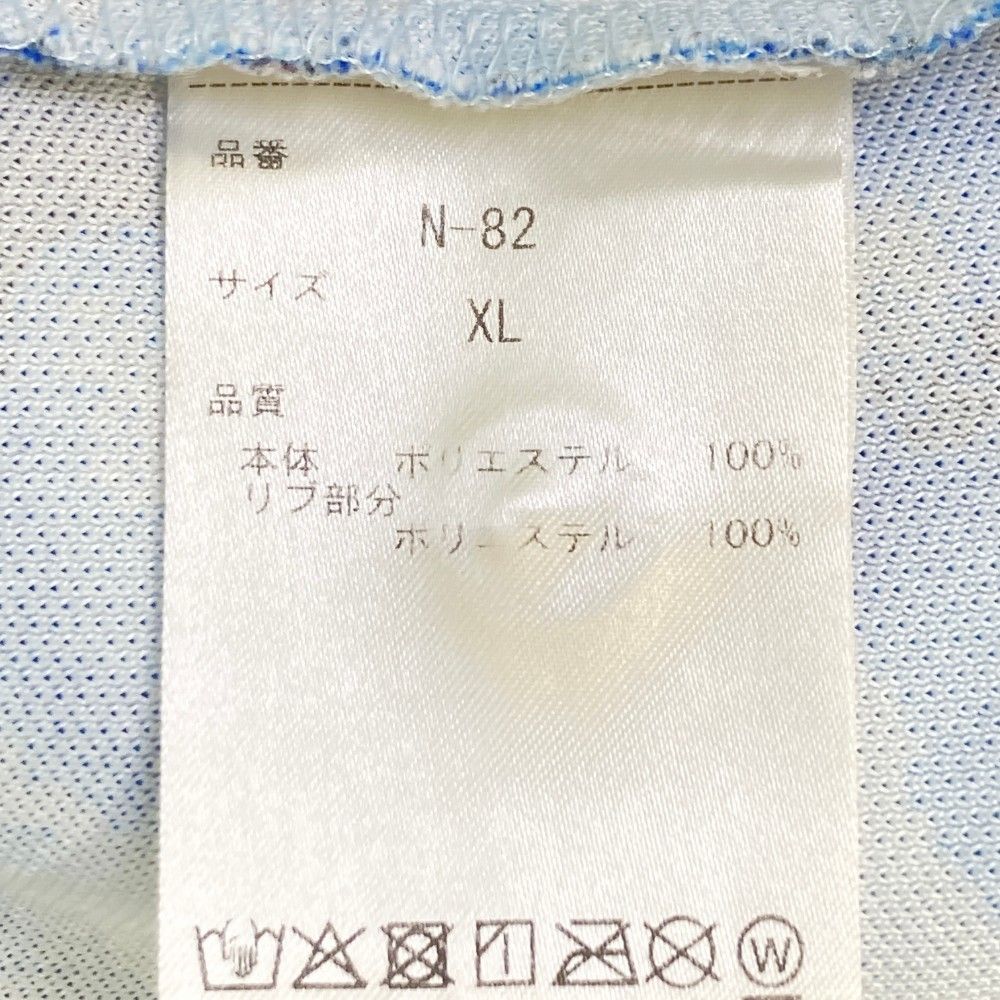 品番
N-82
サイズ
XL
品質
本体 ポリエステル 100%
リブ部分
ポリエステル 100%
W